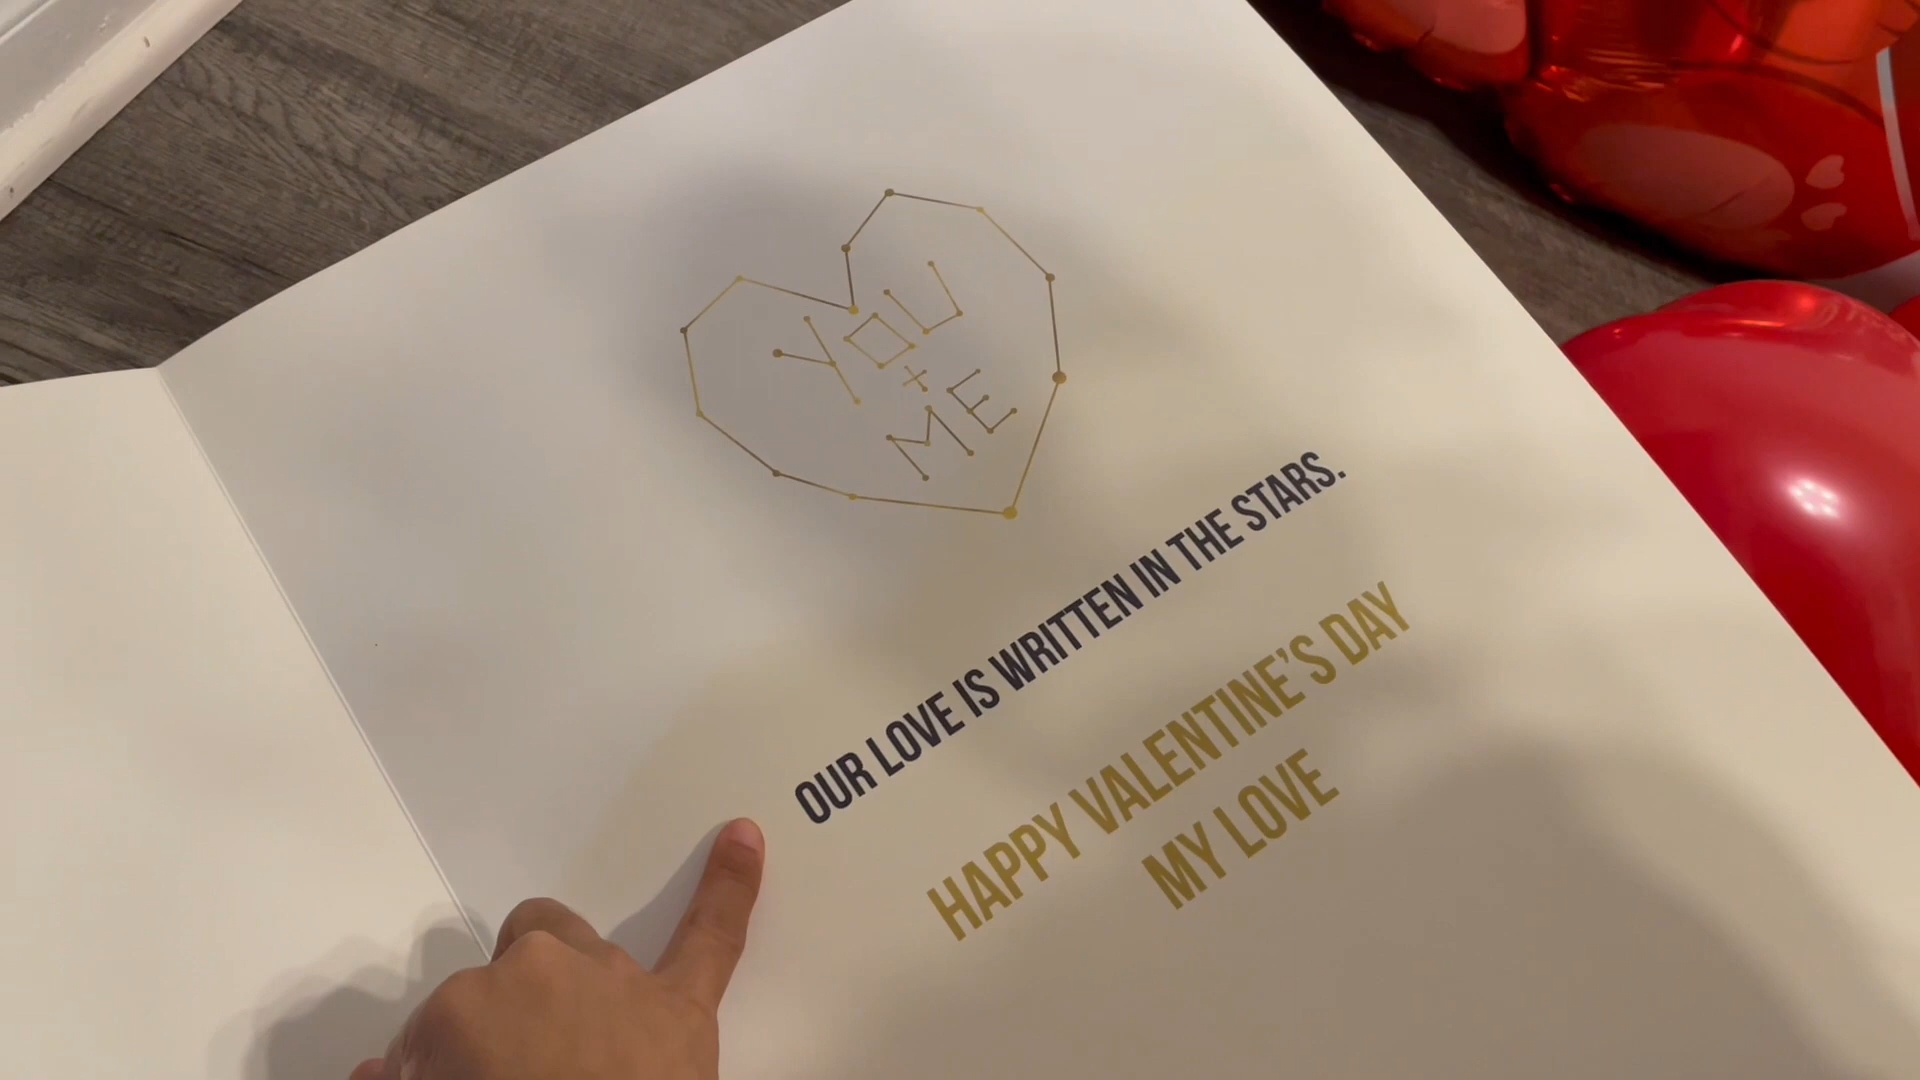 YOU
+
ME
OUR LOVE IS WRITTEN IN THE STARS.
HAPPY VALENTINE'S DAY
MY LOVE